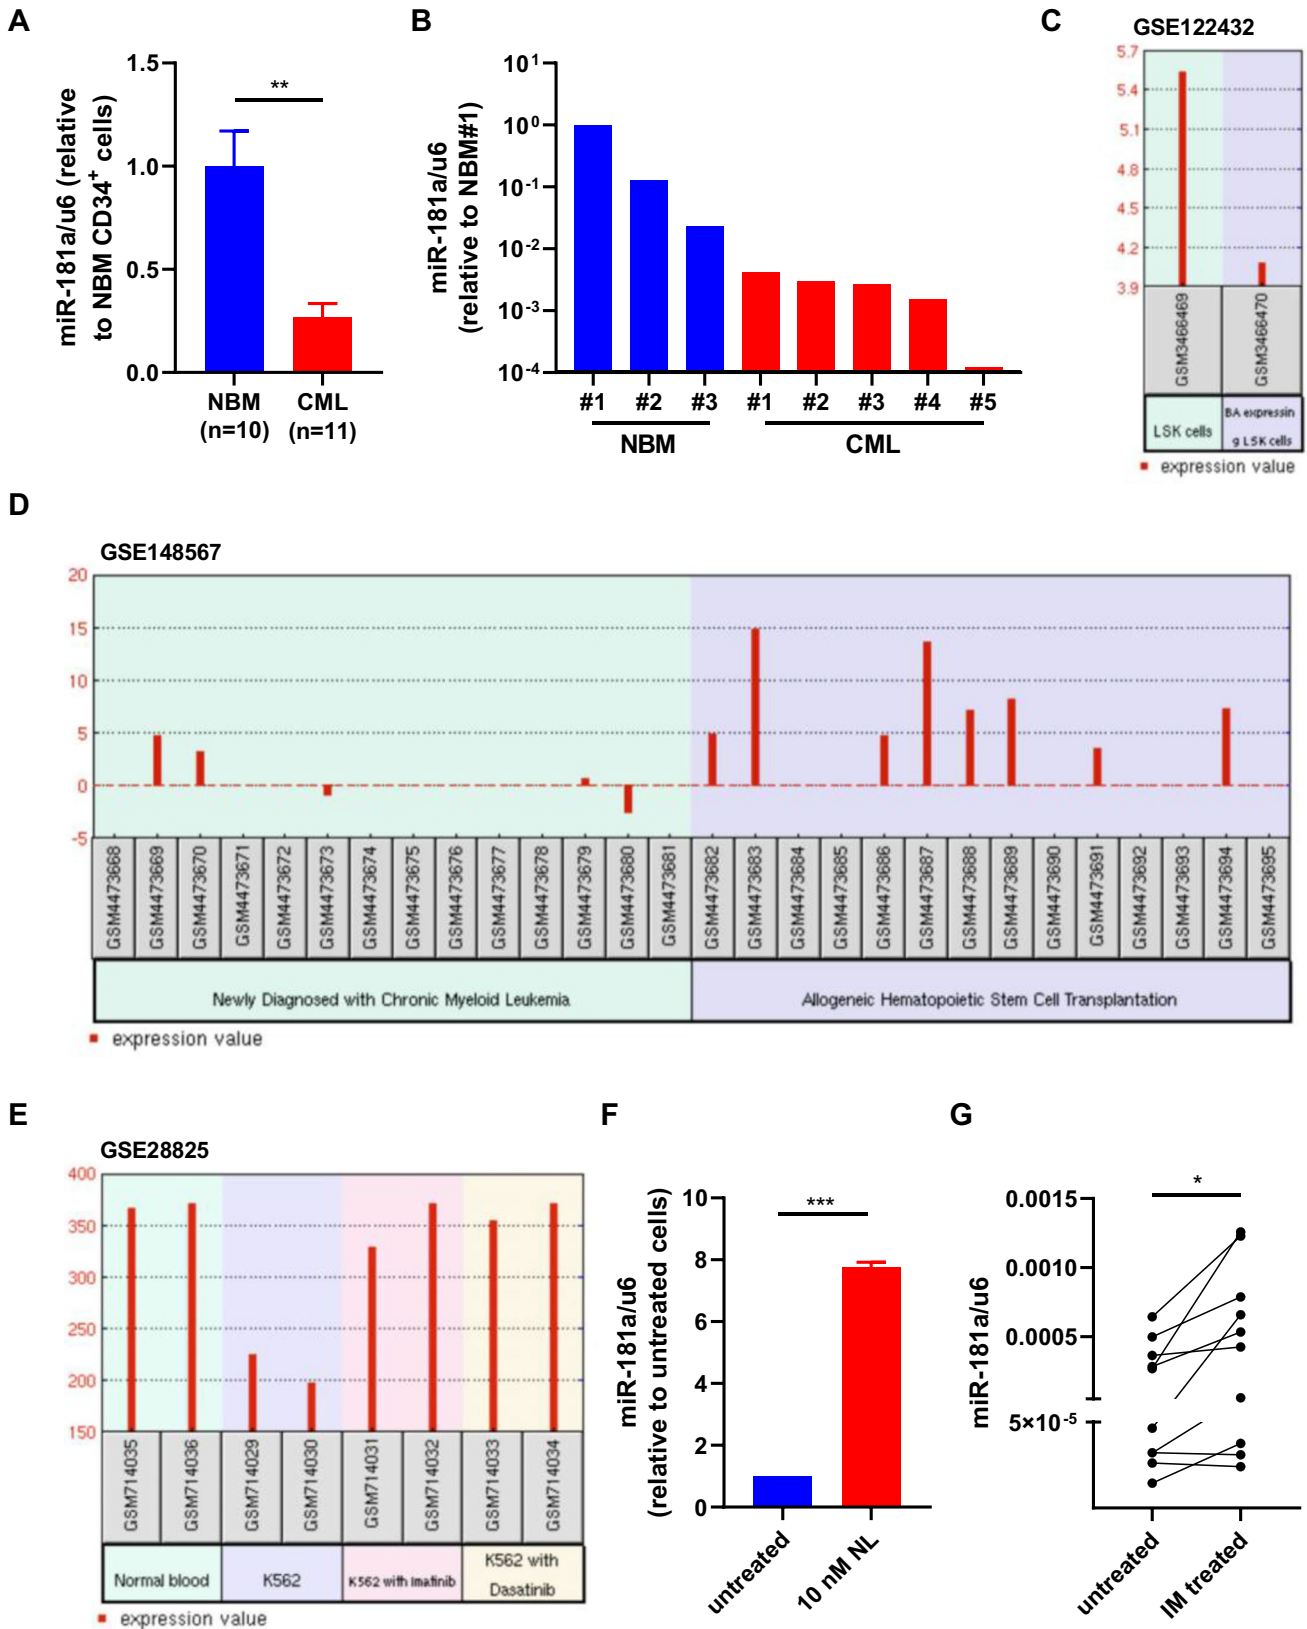 A
miR-181a/u6 (relative
to NBM CD34+ cells)
1.5
1.0
0.5
0.0
**
NBM
(n=10)
CML
(n=11)
B
miR-181a/u6
(relative to NBM#1)
10^1
10^0
10^-1
10^-2
10^-3
10^-4
#1 #2 #3 #1 #2 #3 #4 #5
NBM CML
C
GSE122432
5.7
5.4
5.1
4.8
4.5
4.2
3.9
GSM3466469
GSM3466470
LSK cells
BA expressin
g LSK cells
expression value
D
GSE148567
20
15
10
5
0
-5
GSM4473668
GSM4473669
GSM4473670
GSM4473671
GSM4473672
GSM4473673
GSM4473674
GSM4473675
GSM4473676
GSM4473677
GSM4473678
GSM4473679
GSM4473680
GSM4473681
GSM4473682
GSM4473683
GSM4473684
GSM4473685
GSM4473686
GSM4473687
GSM4473688
GSM4473689
GSM4473690
GSM4473691
GSM4473692
GSM4473693
GSM4473694
GSM4473695
Newly Diagnosed with Chronic Myeloid Leukemia
Allogeneic Hematopoietic Stem Cell Transplantation
expression value
E
GSE28825
400
350
300
250
200
150
GSM714035
GSM714036
GSM714029
GSM714030
GSM714031
GSM714032
GSM714033
GSM714034
Normal blood
K562
K562 with Imatinib
K562 with
Dasatinib
expression value
F
miR-181a/u6
(relative to untreated cells)
10
8
6
4
2
0
***
untreated
10 nM NL
G
miR-181a/u6
0.0015
0.0010
0.0005
5×10^-5
*
untreated
IM treated